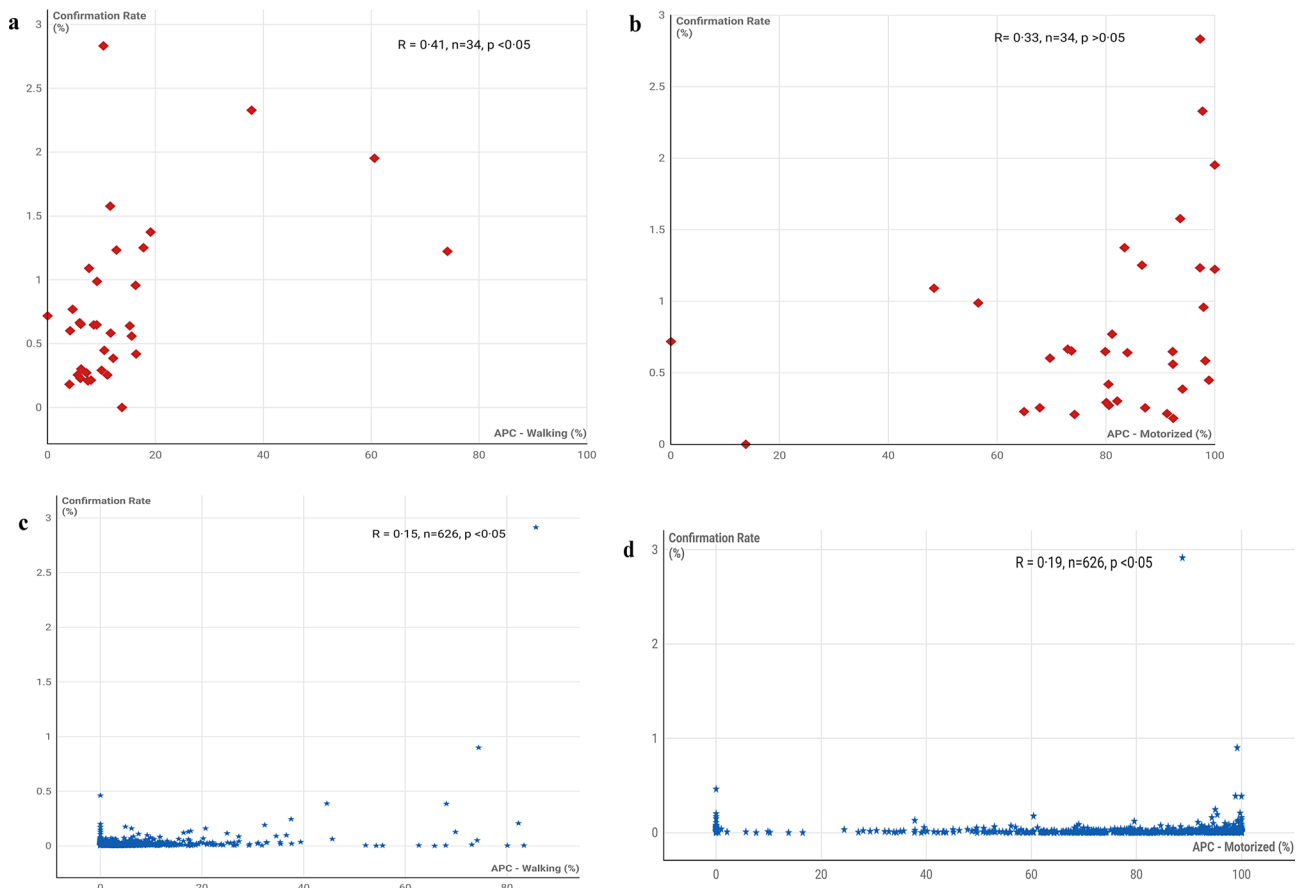 a
Confirmation Rate
(%)
R = 0·41, n=34, p <0·05
3
2.5
2
1.5
1
0.5
0
APC - Walking (%)
0 20 40 60 80 100
b
Confirmation Rate
(%)
R= 0·33, n=34, p >0·05
3
2.5
2
1.5
1
0.5
0
APC - Motorized (%)
0 20 40 60 80 100
c
Confirmation Rate
(%)
R = 0·15, n=626, p <0·05
3
2.5
2
1.5
1
0.5
0
APC - Walking (%)
0 20 40 60 80
d
Confirmation Rate
(%)
R = 0·19, n=626, p <0·05
3
2
1
0
APC - Motorized (%)
0 20 40 60 80 100